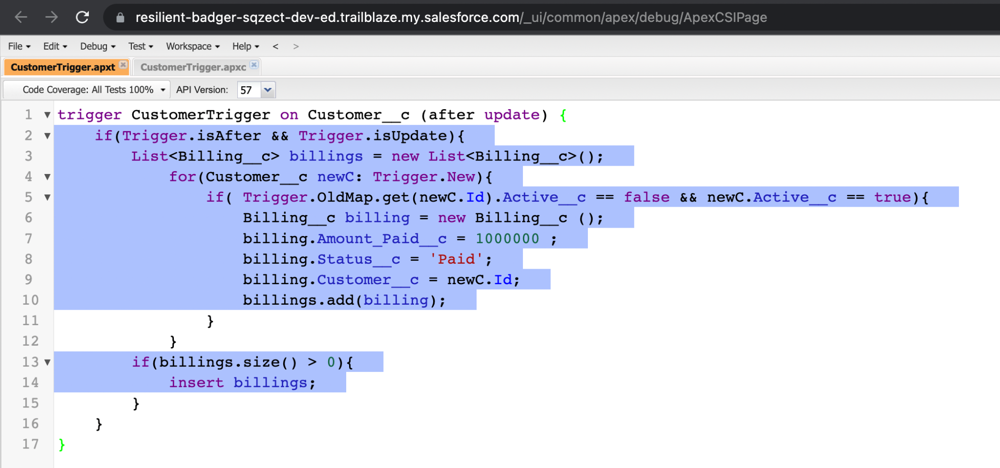 resilient-badger-sqzect-dev-ed.trailblaze.my.salesforce.com/_ui/common/apex/debug/ApexCSIPage
File Edit Debug Test Workspace Help < >
CustomerTrigger.apxt CustomerTrigger.apxc
Code Coverage: All Tests 100% API Version: 57
1 trigger CustomerTrigger on Customer__c (after update) {
2 if(Trigger.isAfter && Trigger.isUpdate){
3 List<Billing__c> billings = new List<Billing__c>();
4 for(Customer__c newC: Trigger.New){
5 if( Trigger.OldMap.get(newC.Id).Active__c == false && newC.Active__c == true){
6 Billing__c billing = new Billing__c ();
7 billing.Amount_Paid__c = 1000000 ;
8 billing.Status__c = 'Paid';
9 billing.Customer__c = newC.Id;
10 billings.add(billing);
11 }
12 }
13 if(billings.size() > 0){
14 insert billings;
15 }
16 }
17 }